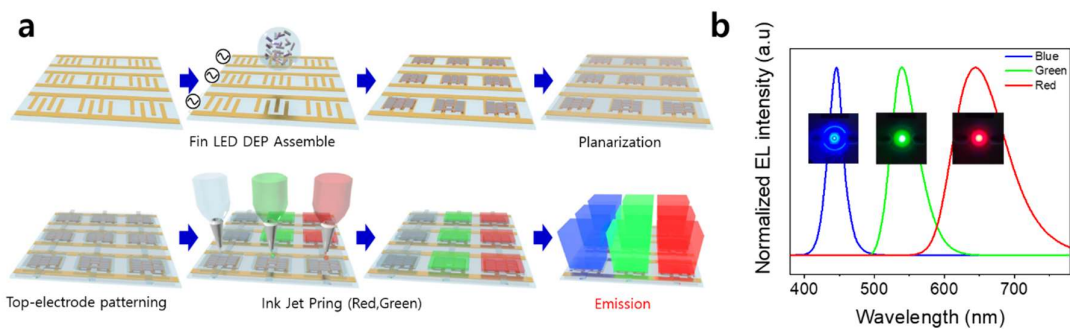 a
Fin LED DEP Assemble
Planarization
Top-electrode patterning
Ink Jet Pring (Red,Green)
Emission
b
Normalized EL intensity (a.u)
Blue
Green
Red
400
500
600
700
Wavelength (nm)